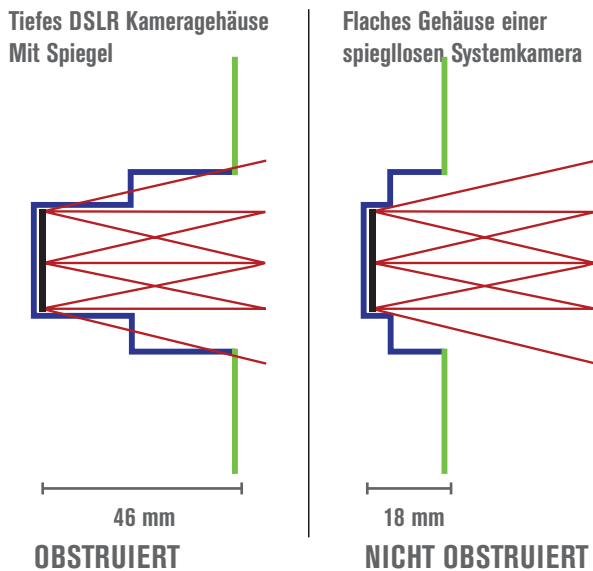 Tiefes DSLR Kameragehäuse
Mit Spiegel
46 mm
OBSTRUIERT
Flaches Gehäuse einer
spiegllosen Systemkamera
18 mm
NICHT OBSTRUIERT